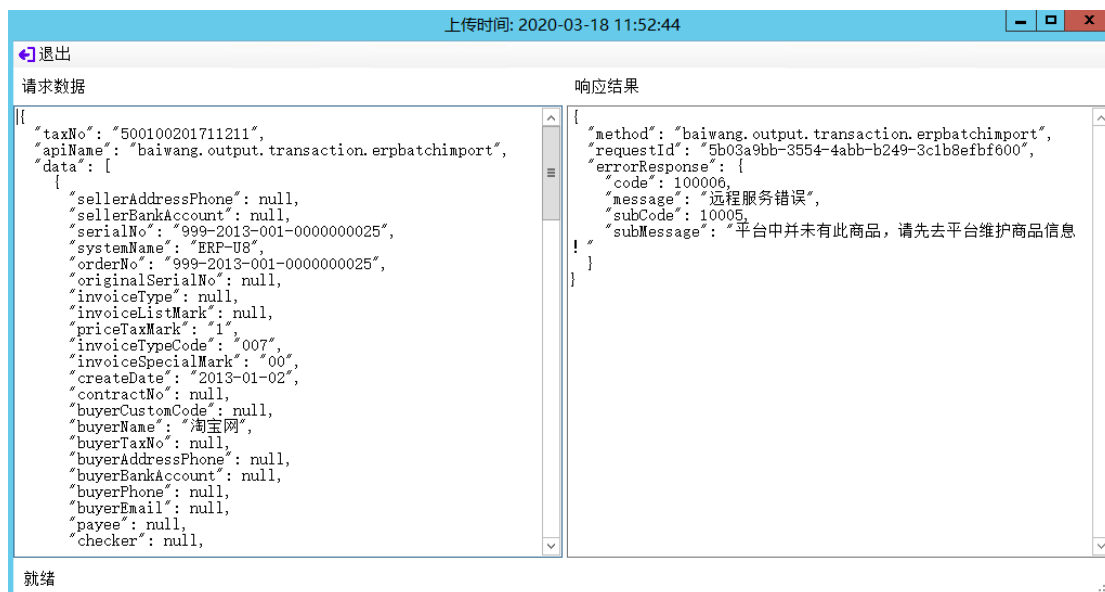 上传时间: 2020-03-18 11:52:44
退出
请求数据
响应结果
{
"taxNo": "500100201711211",
"apiName": "baiwang.output.transaction.erpbatchimport",
"data": [
{
"sellerAddressPhone": null,
"sellerBankAccount": null,
"serialNo": "999-2013-001-0000000025",
"systemName": "ERP-U8",
"orderNo": "999-2013-001-0000000025",
"originalSerialNo": null,
"invoiceType": null,
"invoiceListMark": null,
"priceTaxMark": "1",
"invoiceTypeCode": "007",
"invoiceSpecialMark": "00",
"createDate": "2013-01-02",
"contractNo": null,
"buyerCustomCode": null,
"buyerName": "淘宝网",
"buyerTaxNo": null,
"buyerAddressPhone": null,
"buyerBankAccount": null,
"buyerPhone": null,
"buyerEmail": null,
"payee": null,
"checker": null,
{
"method": "baiwang.output.transaction.erpbatchimport",
"requestId": "5b03a9bb-3554-4abb-b249-3c1b8efbf600",
"errorResponse": {
"code": 100006,
"message": "远程服务错误",
"subCode": 10005,
"subMessage": "平台中并未有此商品，请先去平台维护商品信息
！"
}
}
就绪